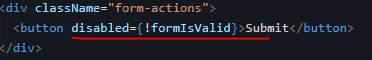 <div className="form-actions">
<button disabled={!formIsValid}>Submit</button>
</div>